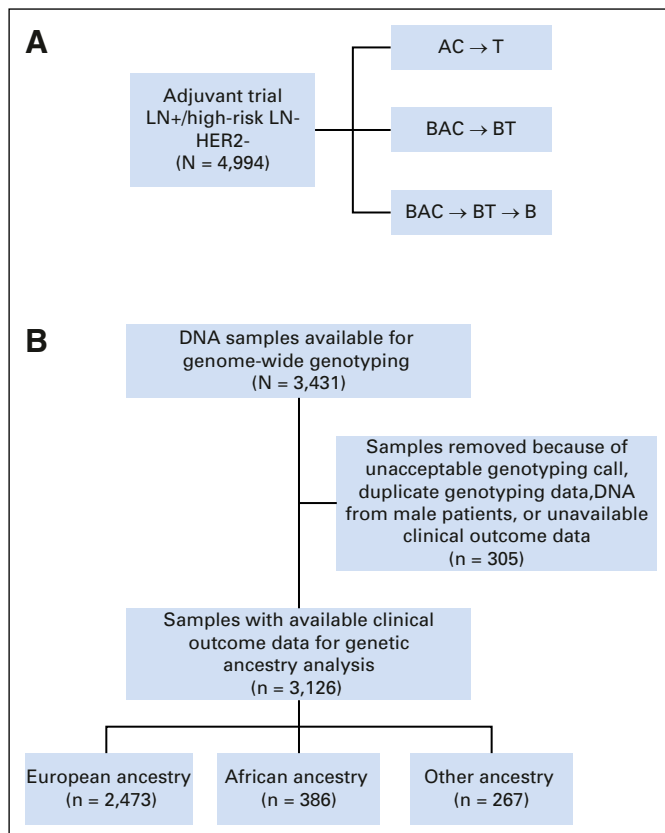 A
Adjuvant trial
LN+/high-risk LN-
HER2-
(N = 4,994)
AC → T
BAC → BT
BAC → BT → B
B
DNA samples available for
genome-wide genotyping
(N = 3,431)
Samples removed because of
unacceptable genotyping call,
duplicate genotyping data,DNA
from male patients, or unavailable
clinical outcome data
(n = 305)
Samples with available clinical
outcome data for genetic
ancestry analysis
(n = 3,126)
European ancestry
(n = 2,473)
African ancestry
(n = 386)
Other ancestry
(n = 267)